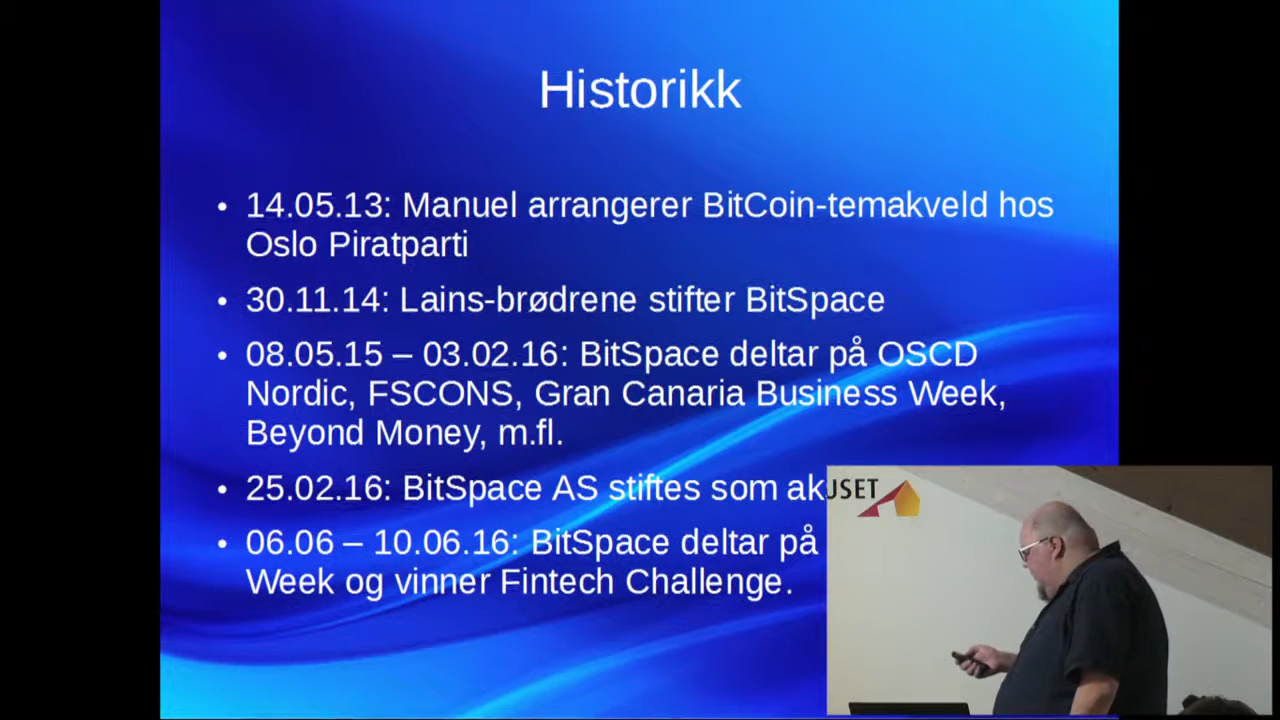 Historikk
• 14.05.13: Manuel arrangerer BitCoin-temakveld hos
Oslo Piratparti
• 30.11.14: Lains-brødrene stifter BitSpace
• 08.05.15 – 03.02.16: BitSpace deltar på OSCD
Nordic, FSCONS, Gran Canaria Business Week,
Beyond Money, m.fl.
• 25.02.16: BitSpace AS stiftes som
• 06.06 – 10.06.16: BitSpace deltar på
Week og vinner Fintech Challenge.
USET